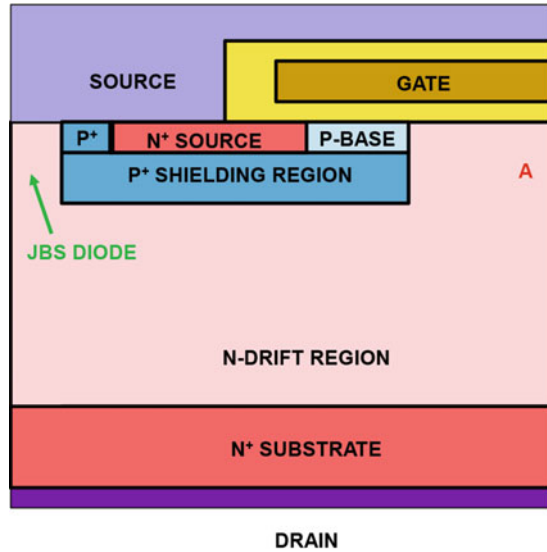 SOURCE
GATE
P⁺
N⁺ SOURCE
P-BASE
P⁺ SHIELDING REGION
A
JBS DIODE
N-DRIFT REGION
N⁺ SUBSTRATE
DRAIN